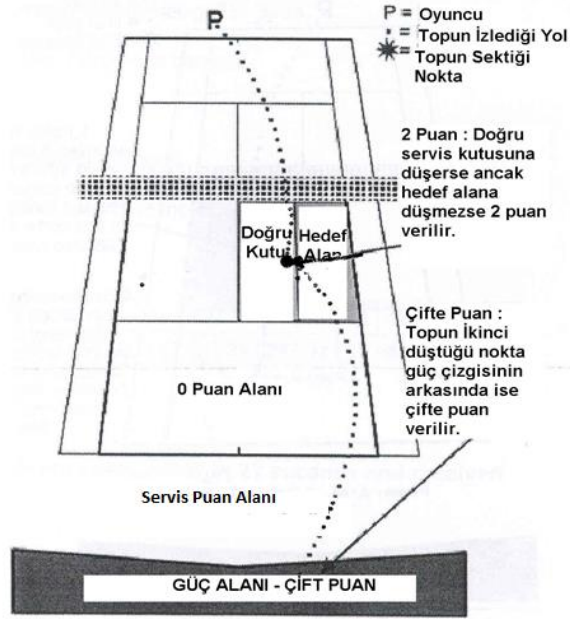 P
P = Oyuncu
= Topun İzlediği Yol
= Topun Sektiği
Nokta
2 Puan : Doğru
servis kutusuna
düşerse ancak
hedef alana
düşmezse 2 puan
verilir.
Doğru
Kutu
Hedef
Alan
Çifte Puan :
Topun İkinci
düştüğü nokta
güç çizgisinin
arkasında ise
çifte puan
verilir.
0 Puan Alanı
Servis Puan Alanı
GÜÇ ALANI - ÇİFT PUAN